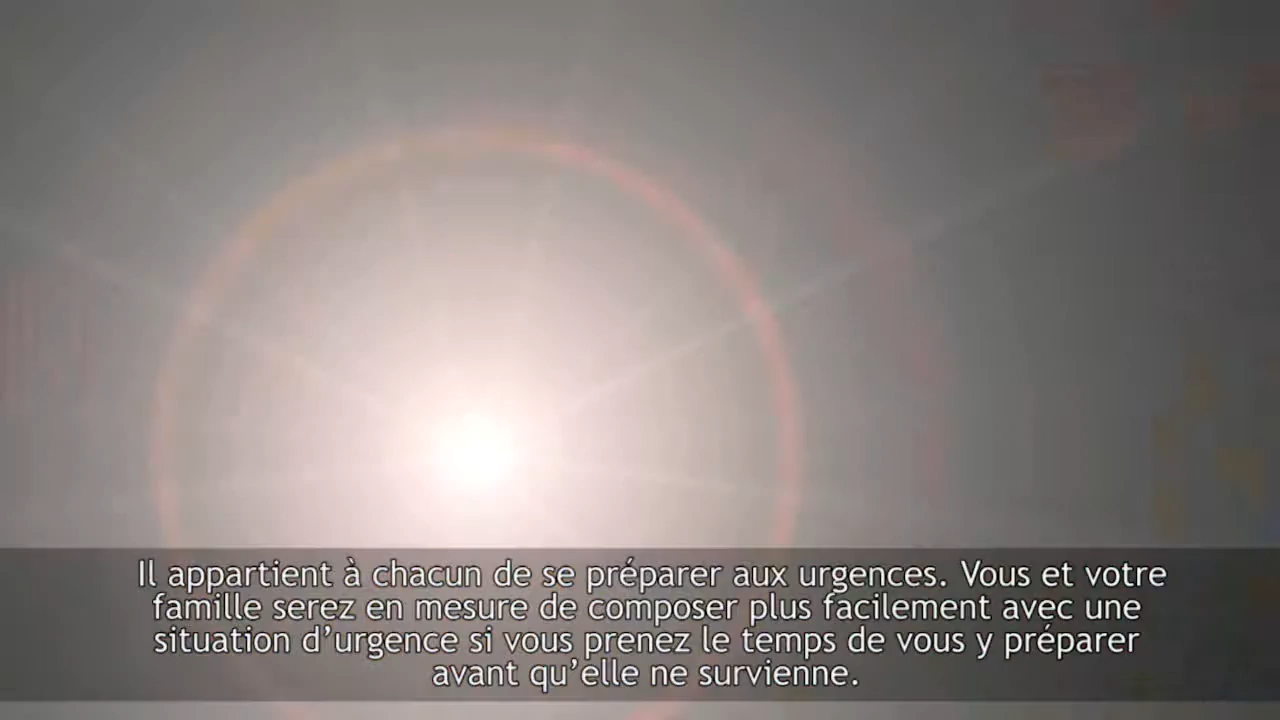 Il appartient à chacun de se préparer aux urgences. Vous et votre
famille serez en mesure de composer plus facilement avec une
situation d’urgence si vous prenez le temps de vous y préparer
avant qu’elle ne survienne.